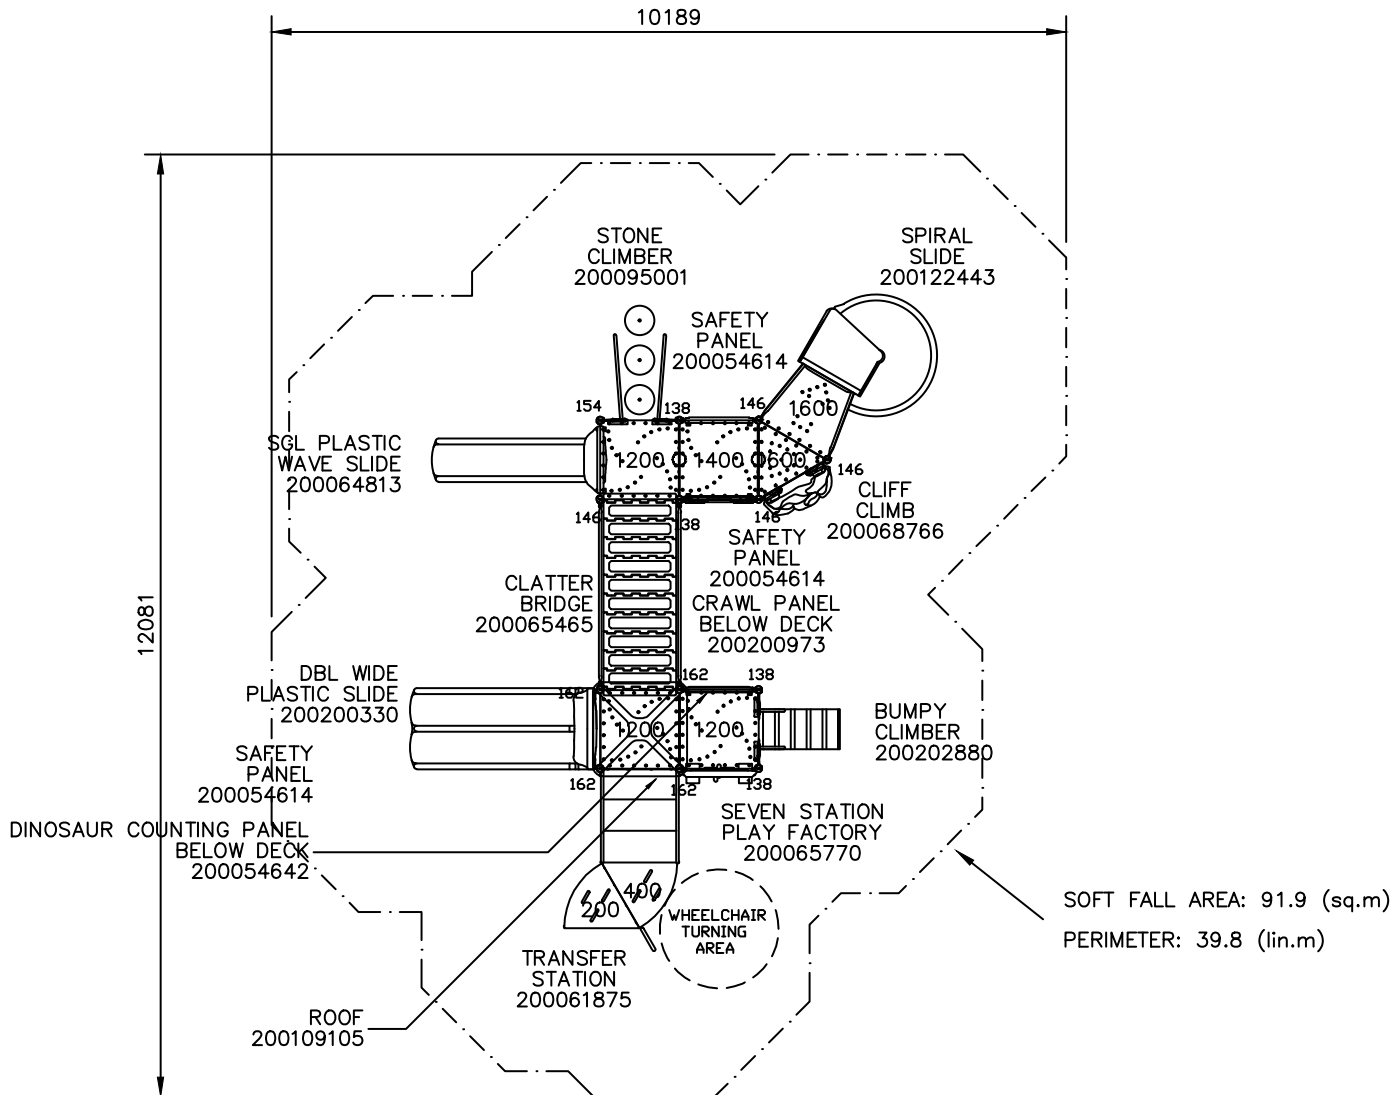 10189
12081
STONE
CLIMBER
200095001
SPIRAL
SLIDE
200122443
SAFETY
PANEL
200054614
154
138
146
1600
SGL PLASTIC
WAVE SLIDE
200064813
1200
1400
1600
146
CLIFF
CLIMB
200068766
146
138
146
SAFETY
PANEL
200054614
CLATTER
BRIDGE
200065465
CRAWL PANEL
BELOW DECK
200200973
DBL WIDE
PLASTIC SLIDE
200200330
162
162
138
1200
1200
BUMPY
CLIMBER
200202880
SAFETY
PANEL
200054614
162
162
138
DINOSAUR COUNTING PANEL
BELOW DECK
200054642
SEVEN STATION
PLAY FACTORY
200065770
400
200
WHEELCHAIR
TURNING
AREA
SOFT FALL AREA: 91.9 (sq.m)
PERIMETER: 39.8 (lin.m)
TRANSFER
STATION
200061875
ROOF
200109105